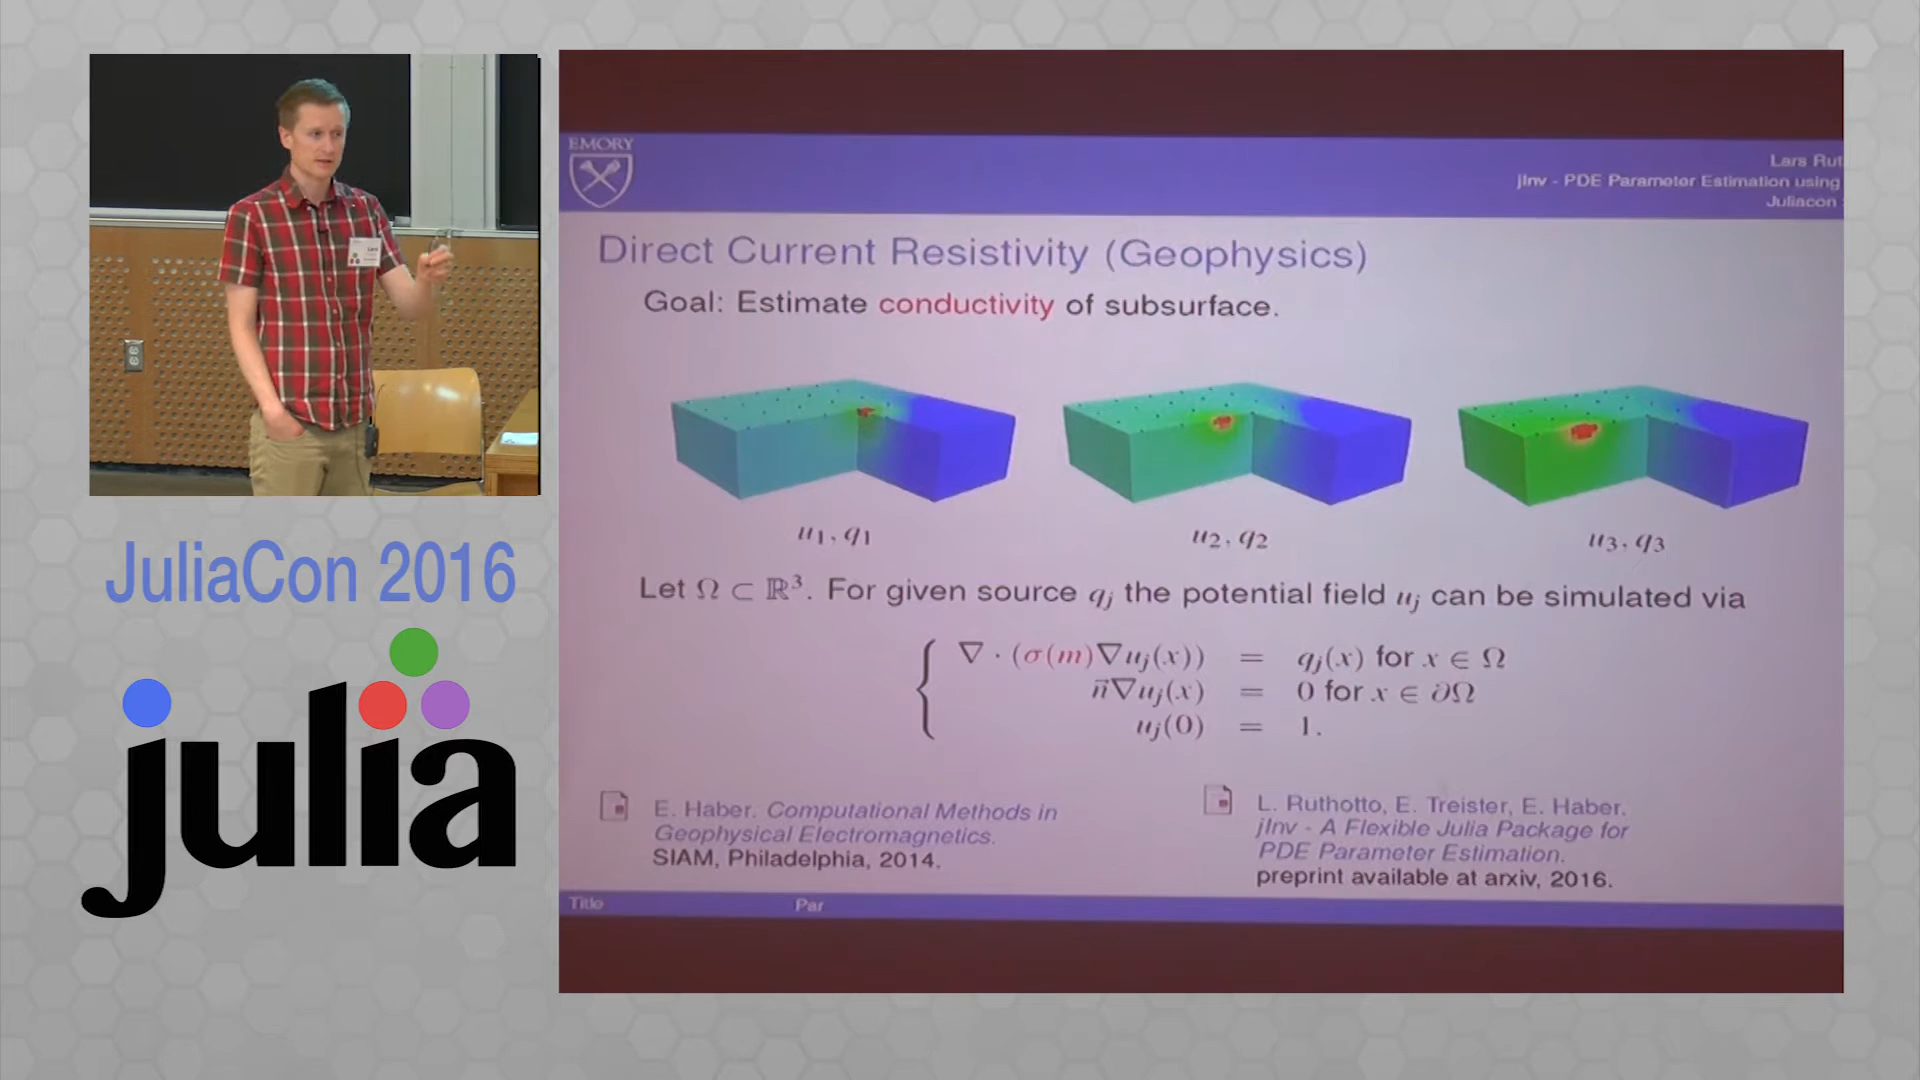 EMORY
Lars Rut
jInv - PDE Parameter Estimation using
Juliacon
Direct Current Resistivity (Geophysics)
Goal: Estimate conductivity of subsurface.
u₁, q₁
u₂, q₂
u₃, q₃
Let Ω ⊂ ℝ³. For given source qⱼ the potential field uⱼ can be simulated via
∇ · (σ(m)∇uⱼ(x)) = qⱼ(x) for x ∈ Ω
n⃗∇uⱼ(x) = 0 for x ∈ ∂Ω
uⱼ(0) = 1.
E. Haber. Computational Methods in
Geophysical Electromagnetics.
SIAM, Philadelphia, 2014.
L. Ruthotto, E. Treister, E. Haber.
jInv - A Flexible Julia Package for
PDE Parameter Estimation.
preprint available at arxiv, 2016.
Title Par
JuliaCon 2016
julia